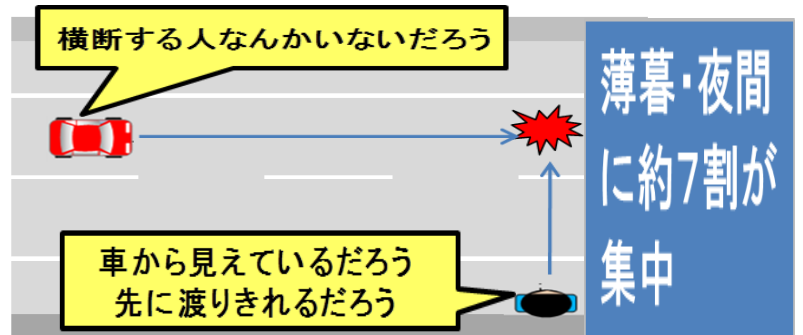 横断する人なんかいないだろう
車から見えているだろう
先に渡りきれるだろう
薄暮・夜間
に約7割が
集中